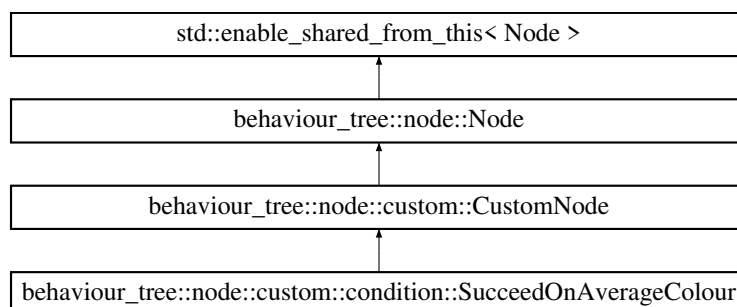 std::enable_shared_from_this< Node >
behaviour_tree::node::Node
behaviour_tree::node::custom::CustomNode
behaviour_tree::node::custom::condition::SucceedOnAverageColour